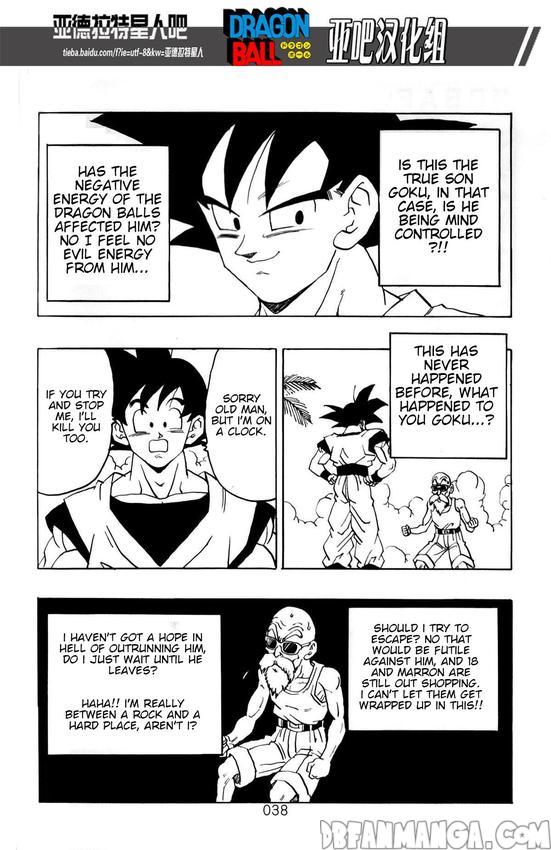 亚德拉特星人吧
tieba.baidu.com/f?ie=utf-8&kw=亚德拉特星人
DRAGON
BALL
ドラゴン
ボール
亚吧汉化组
IS THIS THE
TRUE SON
GOKU, IN THAT
CASE, IS HE
BEING MIND
CONTROLLED
?!!
HAS THE
NEGATIVE
ENERGY OF THE
DRAGON BALLS
AFFECTED HIM?
NO I FEEL NO
EVIL ENERGY
FROM HIM...
THIS HAS
NEVER
HAPPENED
BEFORE, WHAT
HAPPENED TO
YOU GOKU...?
SORRY
OLD MAN,
BUT I'M ON
A CLOCK.
IF YOU TRY
AND STOP
ME, I'LL
KILL YOU
TOO.
SHOULD I TRY TO
ESCAPE? NO THAT
WOULD BE FUTILE
AGAINST HIM, AND 18
AND MARRON ARE
STILL OUT SHOPPING.
I CAN'T LET THEM GET
WRAPPED UP IN THIS!!
I HAVEN'T GOT A HOPE IN
HELL OF OUTRUNNING HIM,
DO I JUST WAIT UNTIL HE
LEAVES?
HAHA!! I'M REALLY
BETWEEN A ROCK AND A
HARD PLACE, AREN'T I?
038
DBFANMANGA.COM